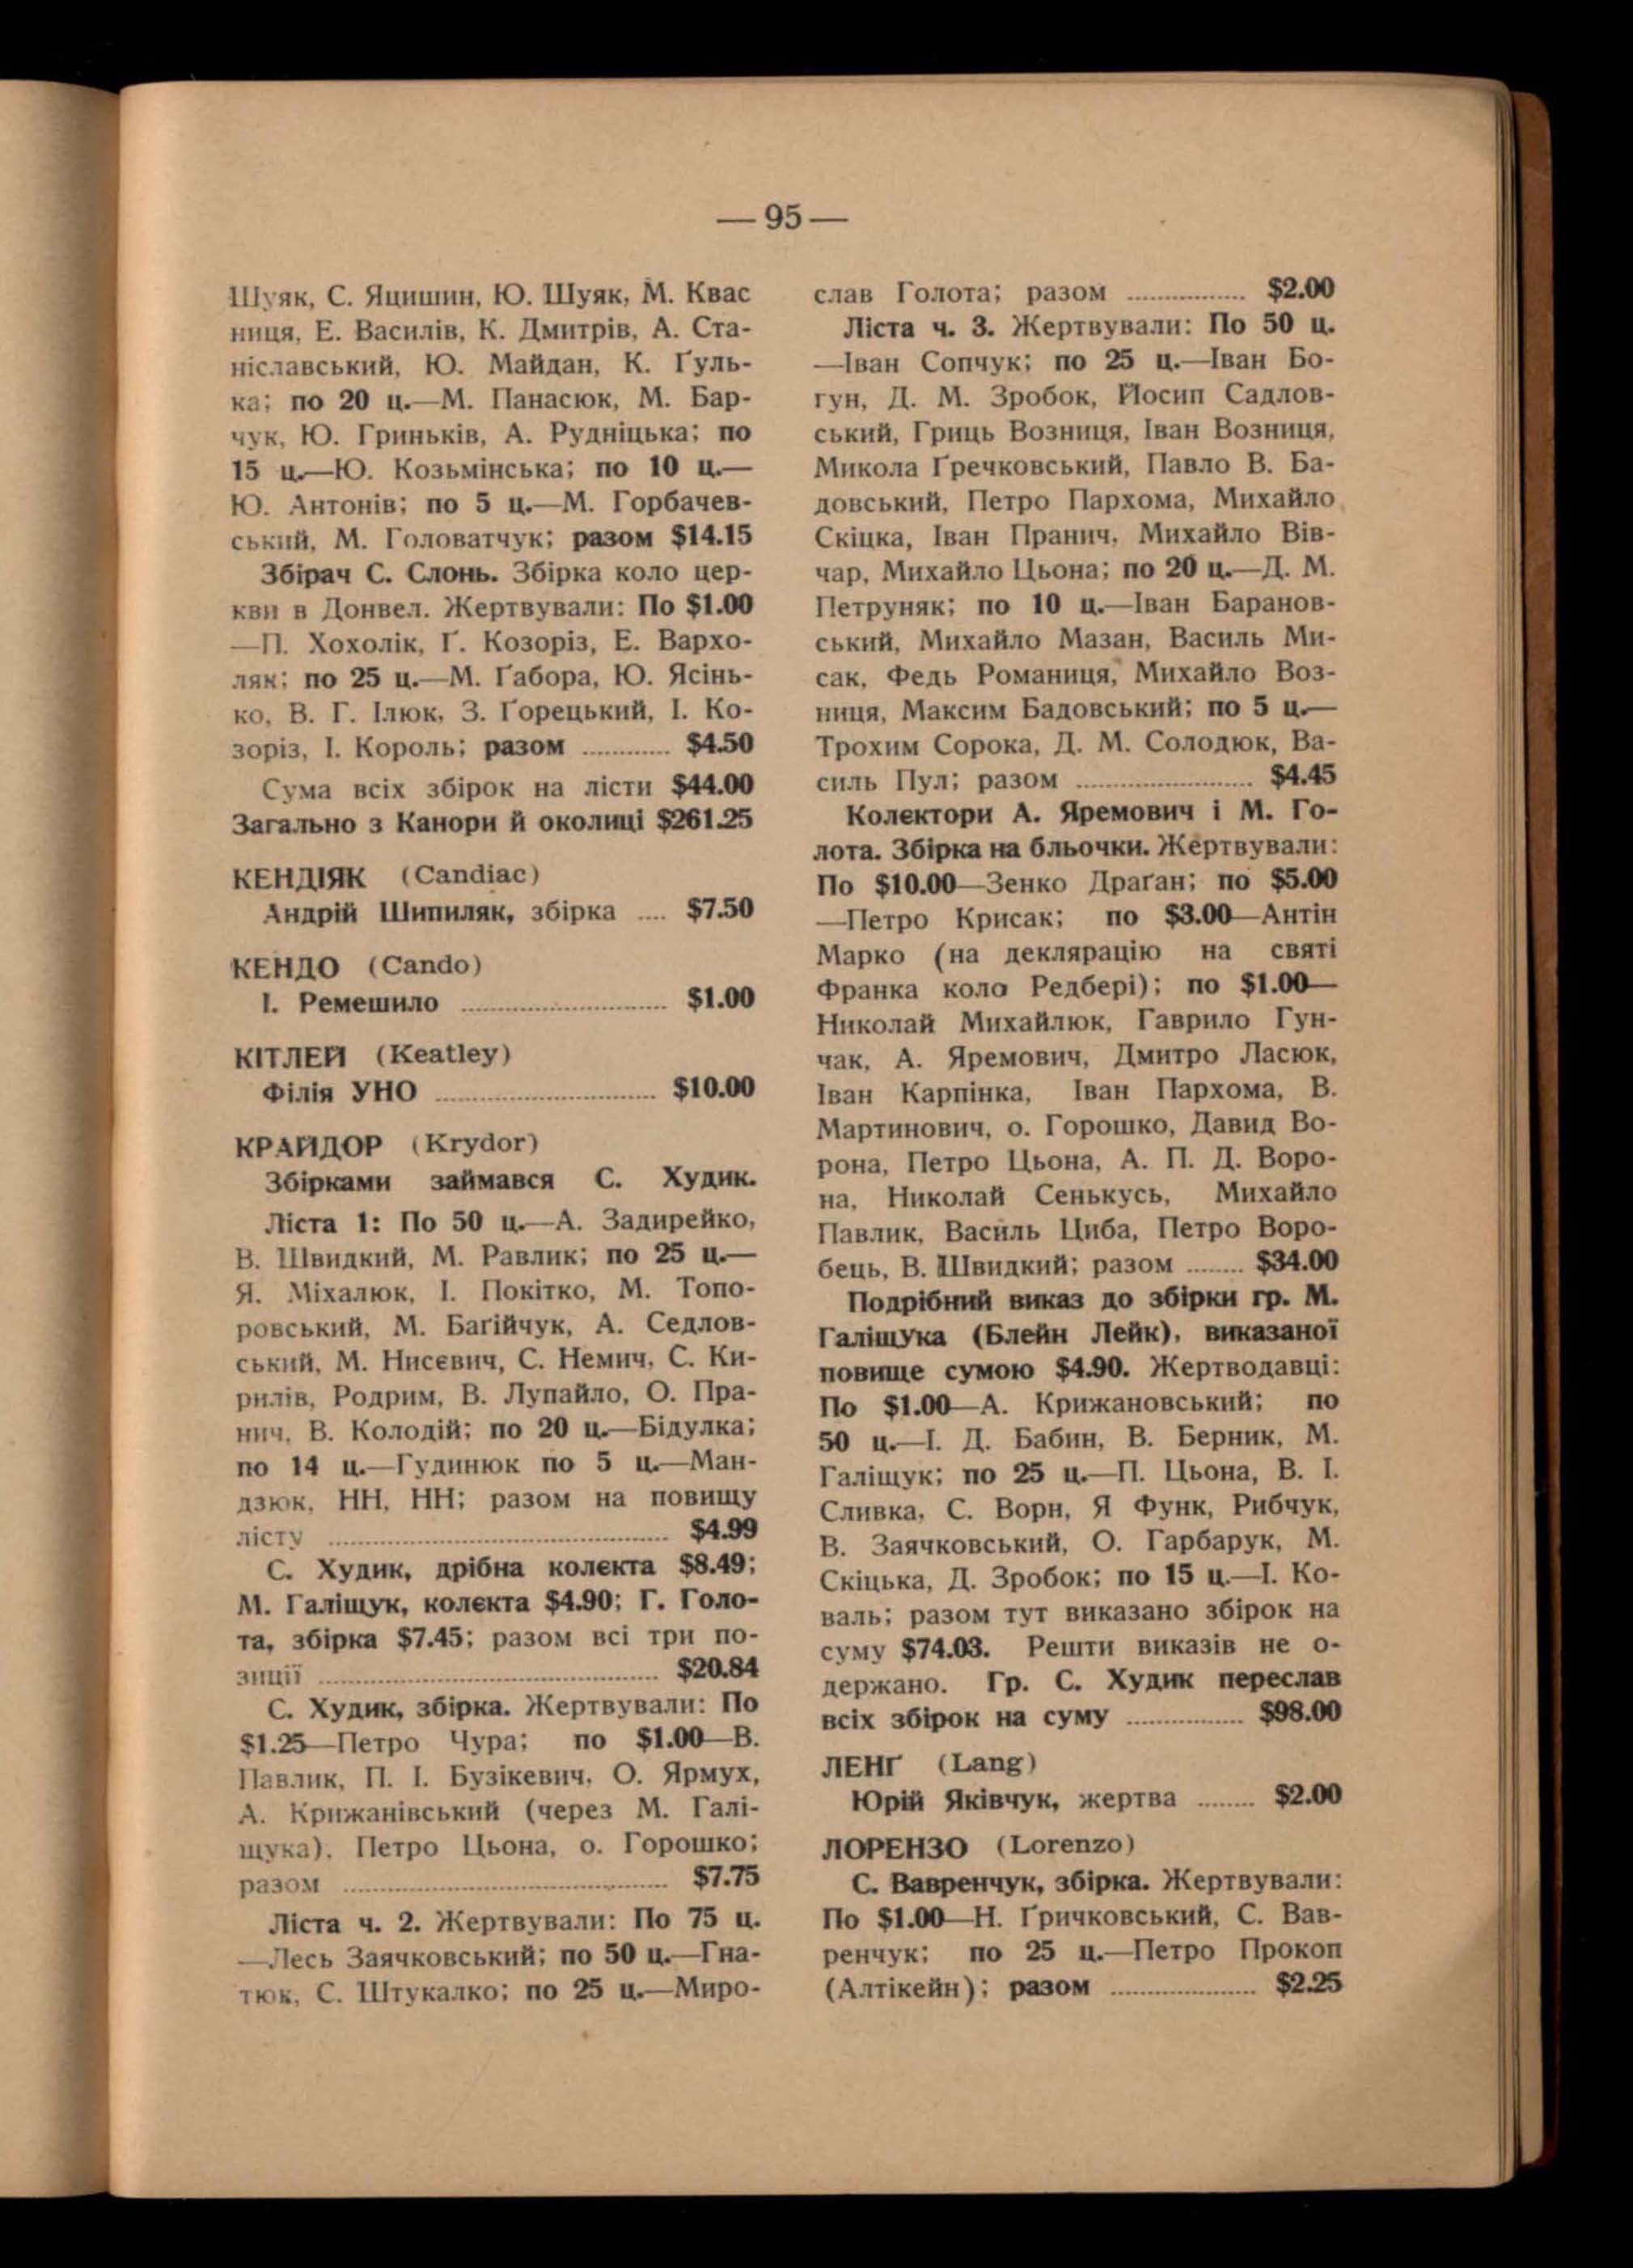 — 95 —
Шуяк, С. Яцишин, Ю. Шуяк, М. Квас
ниця, Е. Василів, К. Дмитрів, А. Ста-
ніславський, Ю. Майдан, К. Ґуль-
ка; по 20 ц.—М. Панасюк, М. Бар-
чук, Ю. Гриньків, А. Рудніцька; по
15 ц.—Ю. Козьмінська; по 10 ц.—
Ю. Антонів; по 5 ц.—М. Горбачев-
ський, М. Головатчук; разом $14.15
Збірач С. Слонь. Збірка коло цер-
кви в Донвел. Жертвували: По $1.00
—П. Хохолік, Ґ. Козоріз, Е. Вархо-
ляк; по 25 ц.—М. Ґабора, Ю. Ясінь-
ко, В. Г. Ілюк, З. Ґорецький, І. Ко-
зоріз, І. Король; разом ............ $4.50
Сума всіх збірок на лісти $44.00
Загально з Канори й околиці $261.25
КЕНДІЯК (Candiac)
Андрій Шипиляк, збірка .... $7.50
КЕНДО (Cando)
І. Ремешило ............................ $1.00
КІТЛЕЙ (Keatley)
Філія УНО .............................. $10.00
КРАЙДОР (Krydor)
Збірками займався С. Худик.
Ліста 1: По 50 ц.—А. Задирейко,
В. Швидкий, М. Равлик; по 25 ц.—
Я. Міхалюк, І. Покітко, М. Топо-
ровський, М. Баґійчук, А. Седлов-
ський, М. Нисевич, С. Немич, С. Ки-
рилів, Родрим, В. Лупайло, О. Пра-
нич, В. Колодій; по 20 ц.—Бідулка;
по 14 ц.—Гудинюк по 5 ц.—Ман-
дзюк, НН, НН; разом на повищу
лісту .............................................. $4.99
С. Худик, дрібна колєкта $8.49;
М. Галіщук, колєкта $4.90; Г. Голо-
та, збірка $7.45; разом всі три по-
зиції .............................................. $20.84
С. Худик, збірка. Жертвували: По
$1.25—Петро Чура; по $1.00—В.
Павлик, П. І. Бузікевич, О. Ярмух,
А. Крижанівський (через М. Галі-
щука), Петро Цьона, о. Горошко;
разом ............................................ $7.75
Ліста ч. 2. Жертвували: По 75 ц.
—Лесь Заячковський; по 50 ц.—Гна-
тюк, С. Штукалко; по 25 ц.—Миро-
слав Голота; разом ................ $2.00
Ліста ч. 3. Жертвували: По 50 ц.
—Іван Сопчук; по 25 ц.—Іван Бо-
гун, Д. М. Зробок, Йосип Садлов-
ський, Гриць Возниця, Іван Возниця,
Микола Ґречковський, Павло В. Ба-
довський, Петро Пархома, Михайло
Скіцка, Іван Пранич, Михайло Вів-
чар, Михайло Цьона; по 20 ц.—Д. М.
Петруняк; по 10 ц.—Іван Баранов-
ський, Михайло Мазан, Василь Ми-
сак, Федь Романиця, Михайло Воз-
ниця, Максим Бадовський; по 5 ц.—
Трохим Сорока, Д. М. Солодюк, Ва-
силь Пул; разом ........................ $4.45
Колєктори А. Яремович і М. Го-
лота. Збірка на бльочки. Жертвували:
По $10.00—Зенко Драґан; по $5.00
—Петро Крисак; по $3.00—Антін
Марко (на деклярацію на святі
Франка коло Редбері); по $1.00—
Николай Михайлюк, Гаврило Гун-
чак, А. Яремович, Дмитро Ласюк,
Іван Карпінка, Іван Пархома, В.
Мартинович, о. Горошко, Давид Во-
рона, Петро Цьона, А. П. Д. Воро-
на, Николай Сенькусь, Михайло
Павлик, Василь Циба, Петро Воро-
бець, В. Швидкий; разом ........ $34.00
Подрібний виказ до збірки гр. М.
Галіщука (Блейн Лейк), виказаної
повище сумою $4.90. Жертводавці:
По $1.00—А. Крижановський; по
50 ц.—І. Д. Бабин, В. Берник, М.
Галіщук; по 25 ц.—П. Цьона, В. І.
Сливка, С. Ворн, Я Функ, Рибчук,
В. Заячковський, О. Гарбарук, М.
Скіцька, Д. Зробок; по 15 ц.—І. Ко-
валь; разом тут виказано збірок на
суму $74.03. Решти виказів не о-
держано. Гр. С. Худик переслав
всіх збірок на суму ................ $98.00
ЛЕНҐ (Lang)
Юрій Яківчук, жертва ........ $2.00
ЛОРЕНЗО (Lorenzo)
С. Вавренчук, збірка. Жертвували:
По $1.00—Н. Ґричковський, С. Вав-
ренчук; по 25 ц.—Петро Прокоп
(Алтікейн); разом .................... $2.25